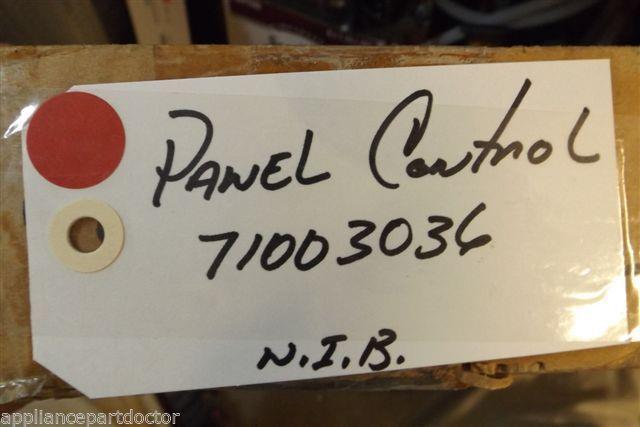 PANEL Control
71003036
N.I.B.
appliancepartdoctor